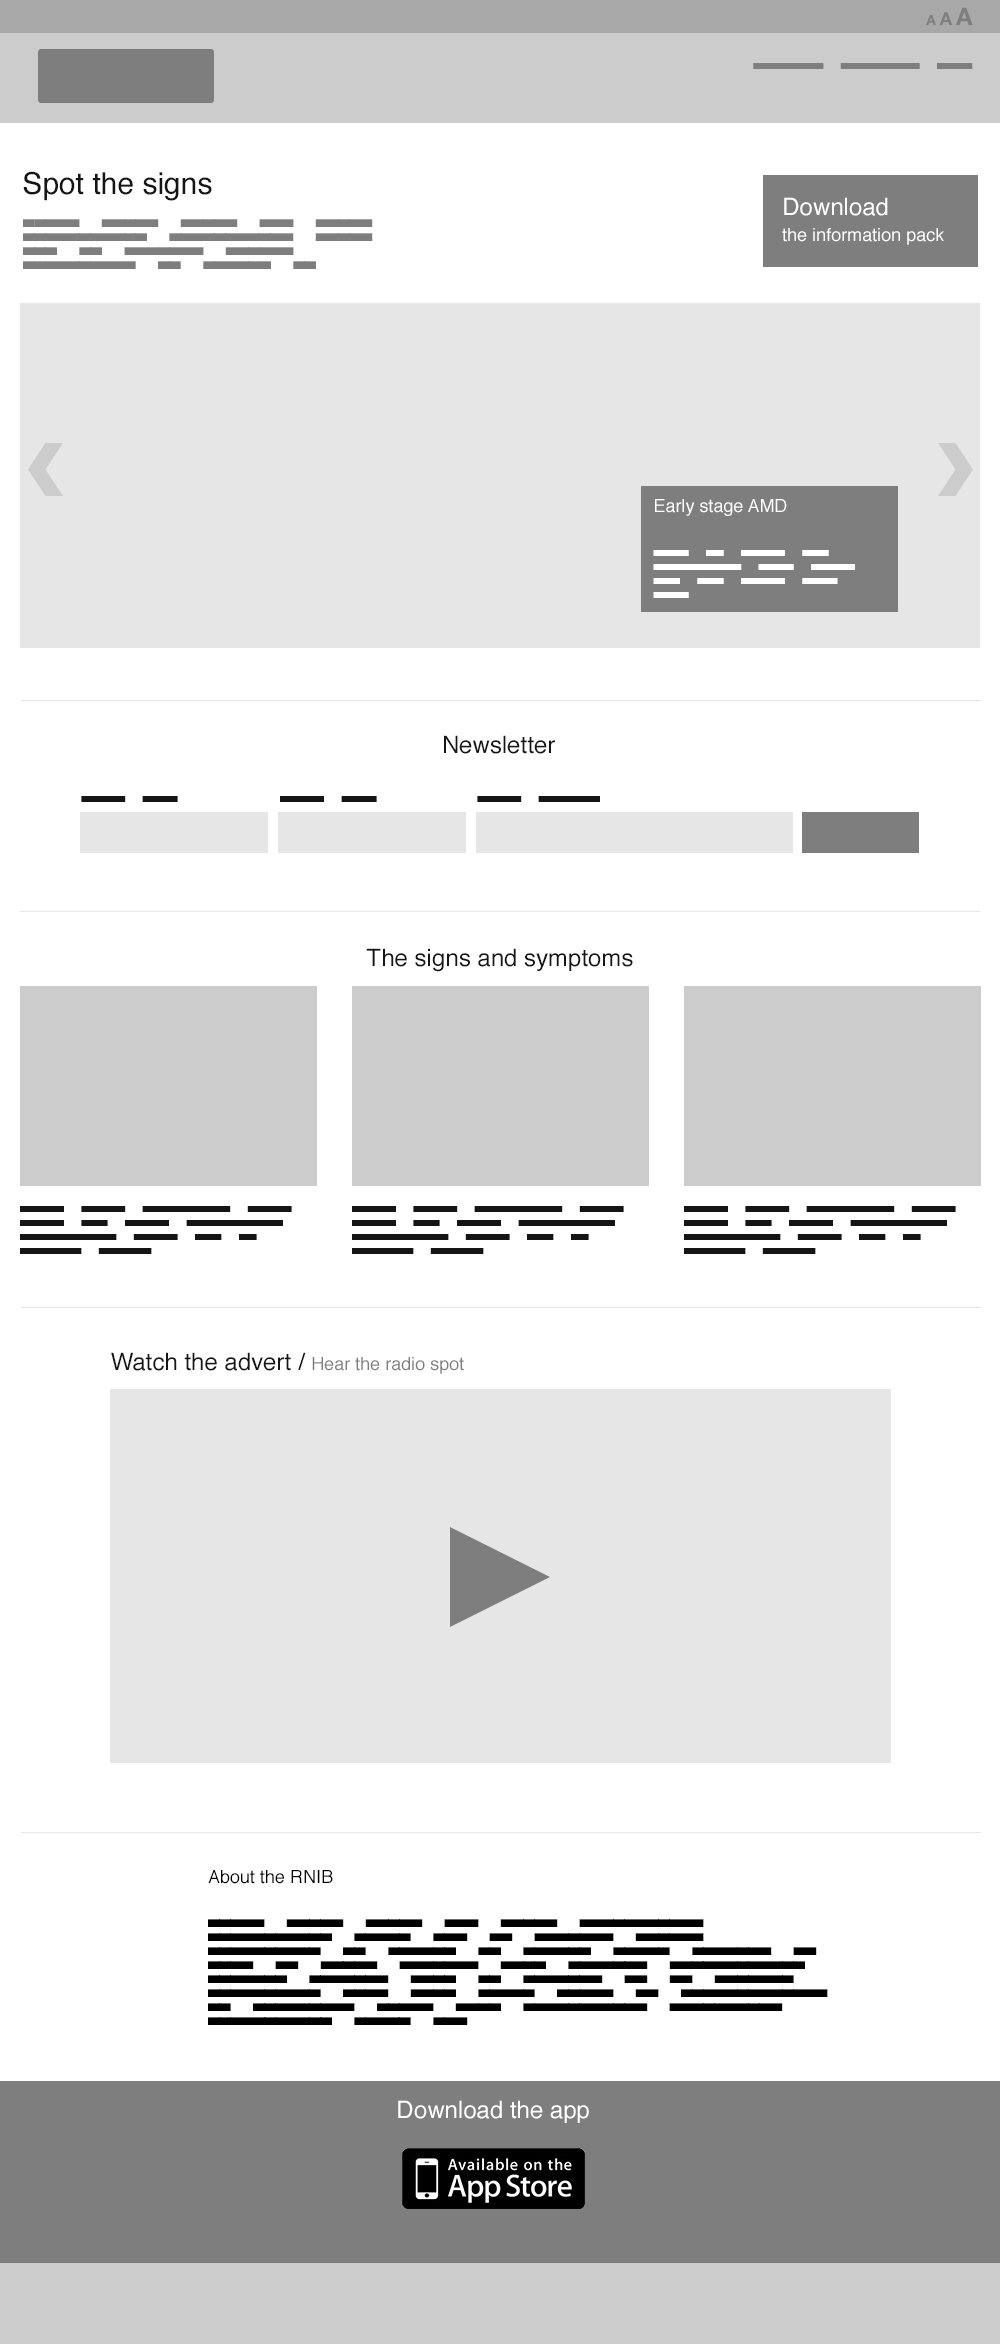 A A A
Spot the signs
Download
the information pack
Early stage AMD
Newsletter
The signs and symptoms
Watch the advert / Hear the radio spot
About the RNIB
Download the app
Available on the
App Store